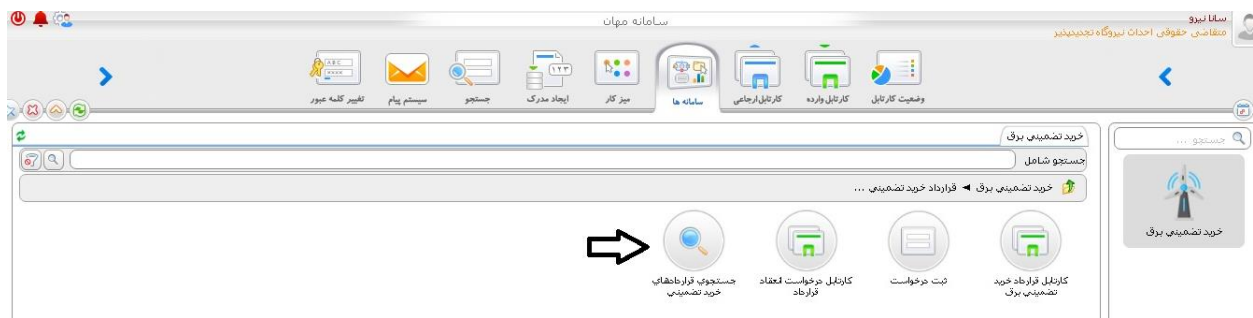 سامانه مهان
سانا نیرو
متقاضی حقوقی احداث نیروگاه تجدیدپذیر
وضعیت کارتابل
کارتابل وارده
کارتابل ارجاعی
سامانه ها
میز کار
ایجاد مدرک
جستجو
سیستم پیام
تغییر کلمه عبور
جستجو ...
خرید تضمینی برق
خرید تضمینی برق
جستجو شامل
خرید تضمینی برق ◄ قرارداد خرید تضمینی ...
کارتابل قرارداد خرید
تضمینی برق
ثبت درخواست
کارتابل درخواست انعقاد
قرارداد
جستجوی قراردادهای
خرید تضمینی